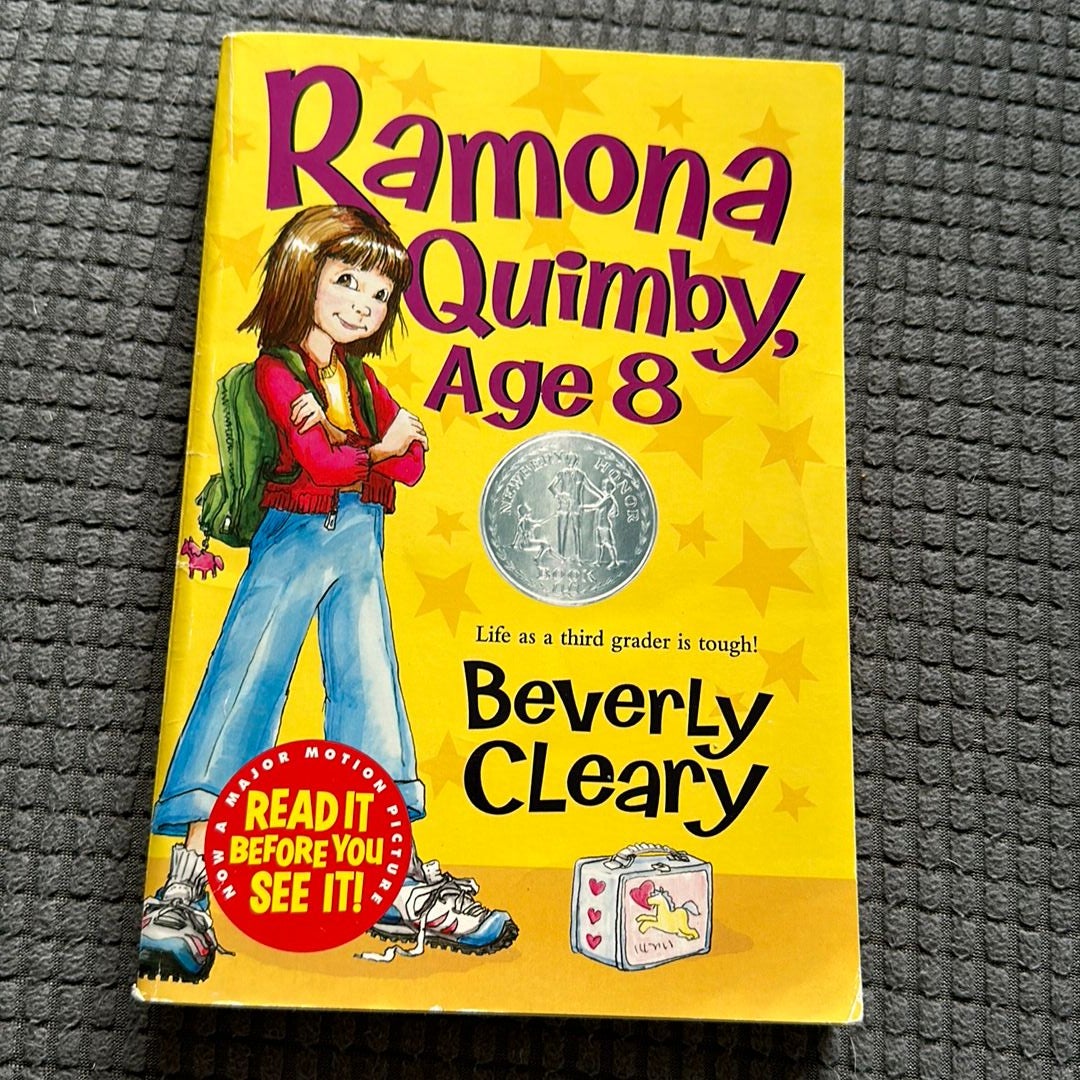 Ramona
Quimby,
Age 8
NEWBERY HONOR
BOOK
Life as a third grader is tough!
Beverly
Cleary
NOW A MAJOR MOTION PICTURE
READ IT
BEFORE YOU
SEE IT!